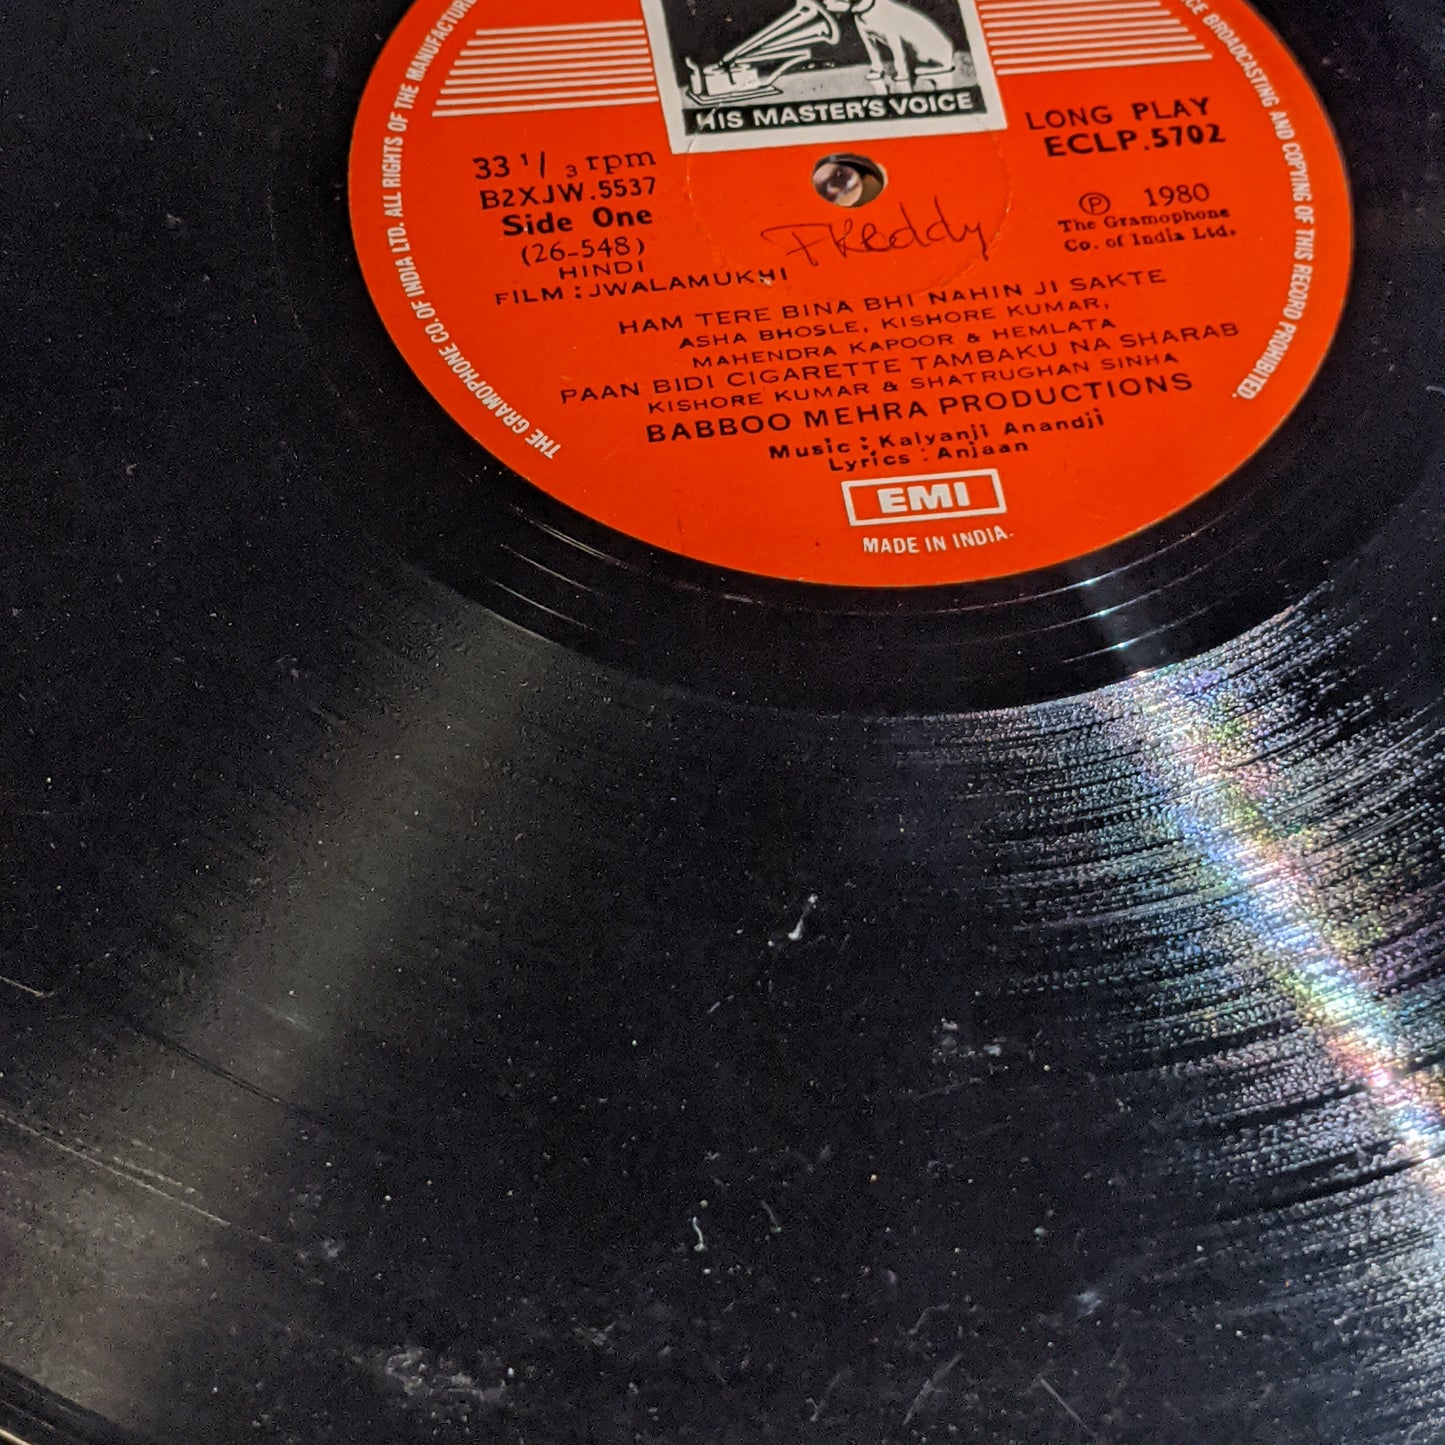 HIS MASTER'S VOICE
33 1/3 rpm
B2XJW.5537
Side One
(26-548)
HINDI
FILM : JWALAMUKHI
LONG PLAY
ECLP.5702
Ⓟ 1980
The Gramophone
Co. of India Ltd.
Freddy
HAM TERE BINA BHI NAHIN JI SAKTE
ASHA BHOSLE, KISHORE KUMAR,
MAHENDRA KAPOOR & HEMLATA
PAAN BIDI CIGARETTE TAMBAKU NA SHARAB
KISHORE KUMAR & SHATRUGHAN SINHA
BABBOO MEHRA PRODUCTIONS
Music : Kalyanji Anandji
Lyrics : Anjaan
EMI
MADE IN INDIA.
THE GRAMOPHONE CO. OF INDIA LTD. ALL RIGHTS OF THE MANUFACTURE
BROADCASTING AND COPYING OF THIS RECORD PROHIBITED.